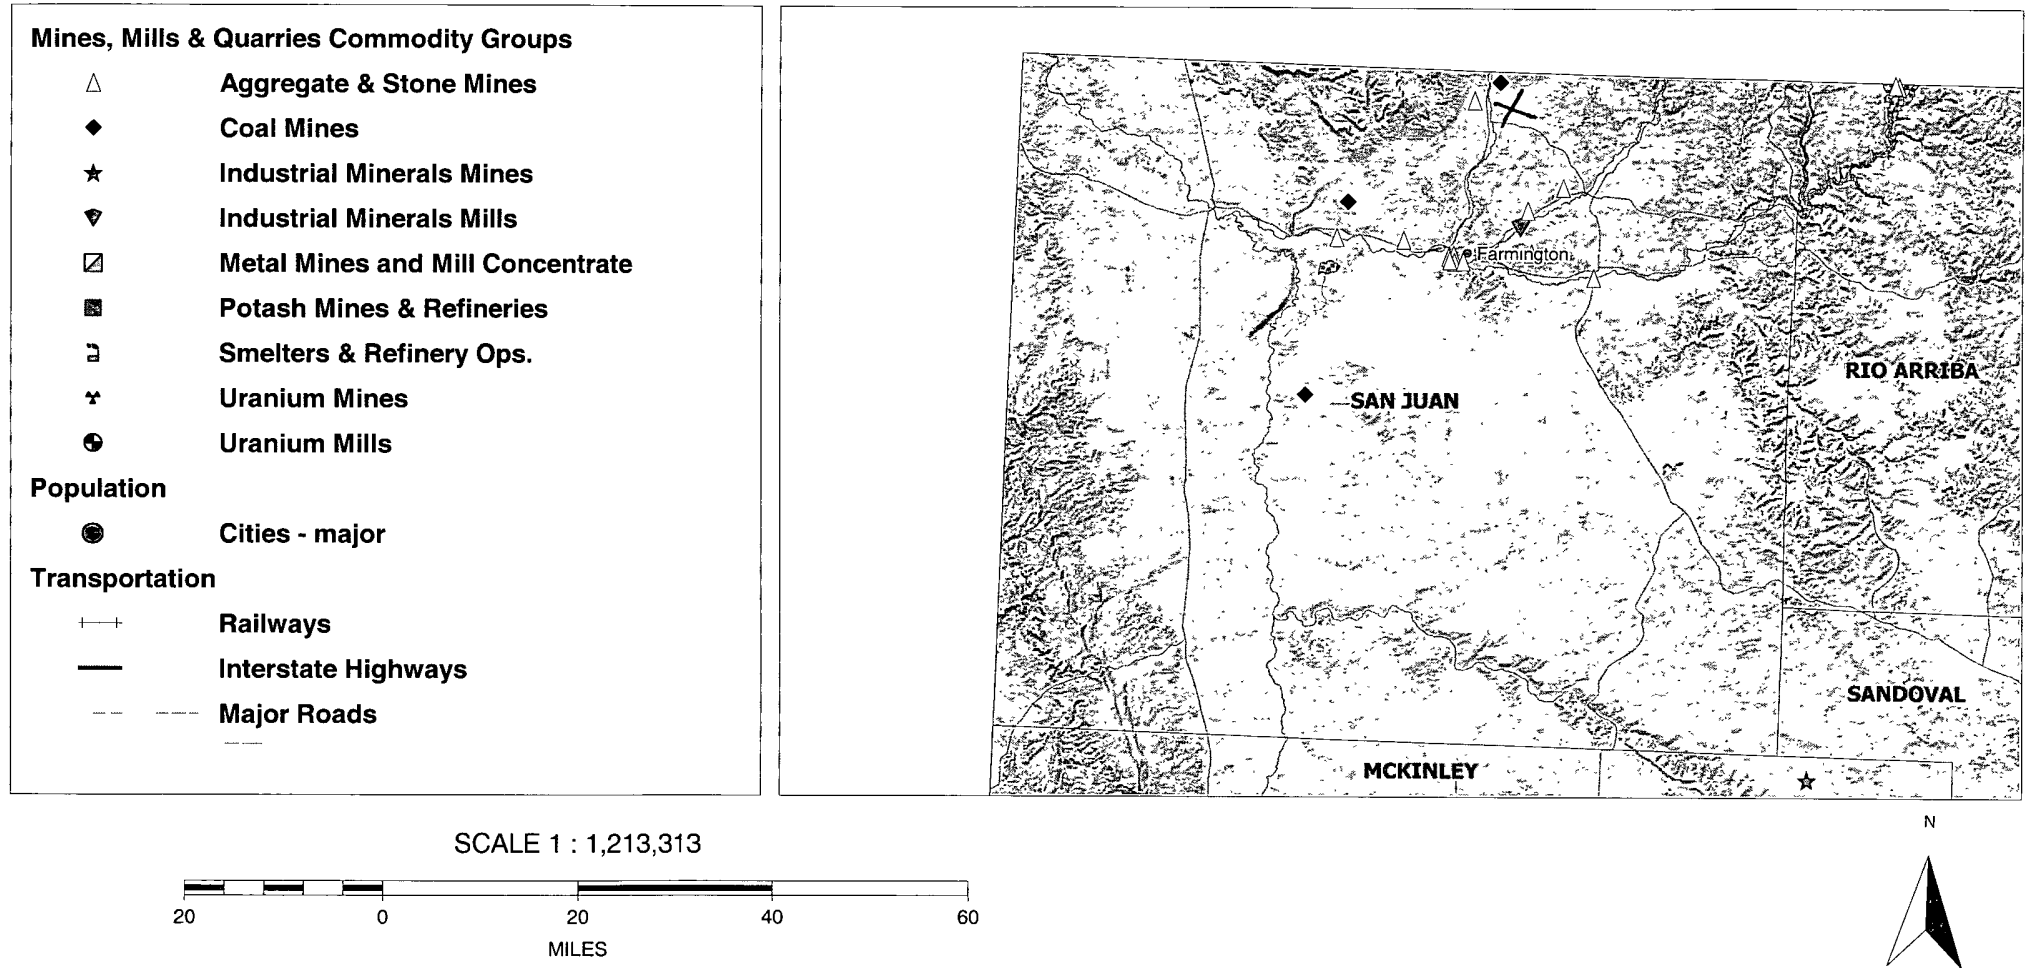 Mines, Mills & Quarries Commodity Groups
Aggregate & Stone Mines
Coal Mines
Industrial Minerals Mines
Industrial Minerals Mills
Metal Mines and Mill Concentrate
Potash Mines & Refineries
Smelters & Refinery Ops.
Uranium Mines
Uranium Mills
Population
Cities - major
Transportation
Railways
Interstate Highways
Major Roads
Farmington
RIO ARRIBA
SAN JUAN
SANDOVAL
MCKINLEY
SCALE 1 : 1,213,313
20 0 20 40 60
MILES
N